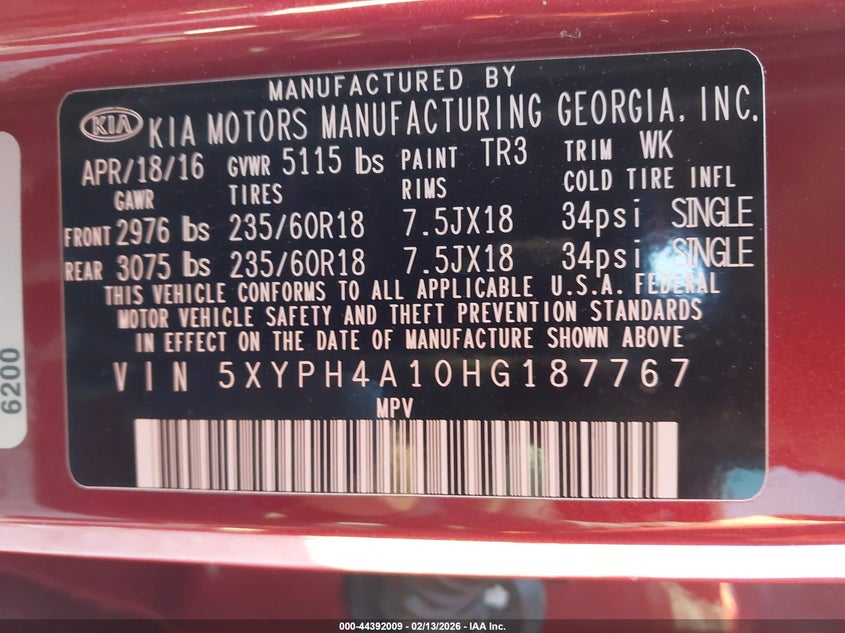 MANUFACTURED BY
KIA KIA MOTORS MANUFACTURING GEORGIA, INC.
APR/18/16 GVWR 5115 lbs PAINT TR3 TRIM WK
GAWR TIRES RIMS COLD TIRE INFL
FRONT 2976 lbs 235/60R18 7.5JX18 34psi SINGLE
REAR 3075 lbs 235/60R18 7.5JX18 34psi SINGLE
THIS VEHICLE CONFORMS TO ALL APPLICABLE U.S.A. FEDERAL
MOTOR VEHICLE SAFETY AND THEFT PREVENTION STANDARDS
IN EFFECT ON THE DATE OF MANUFACTURE SHOWN ABOVE
VIN 5XYPH4A10HG187767
MPV
6200
000-44392009 - 02/13/2026 - IAA Inc.